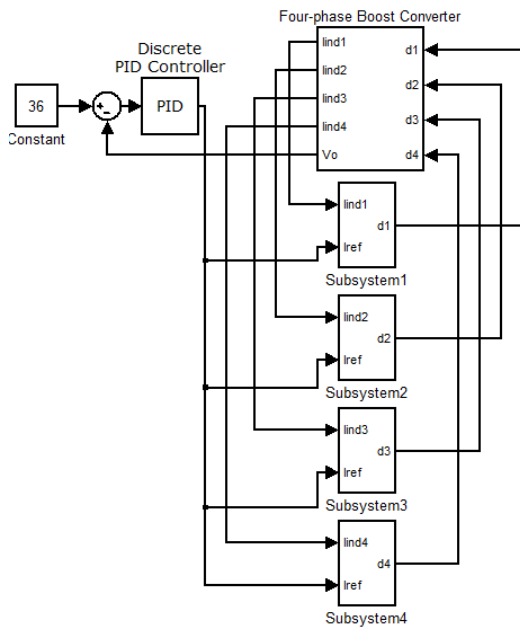 Four-phase Boost Converter
Iind1
Iind2
Iind3
Iind4
Vo
d1
d2
d3
d4
Discrete
PID Controller
PID
36
Constant
+
-
Iind1
Iref
d1
Subsystem1
Iind2
Iref
d2
Subsystem2
Iind3
Iref
d3
Subsystem3
Iind4
Iref
d4
Subsystem4